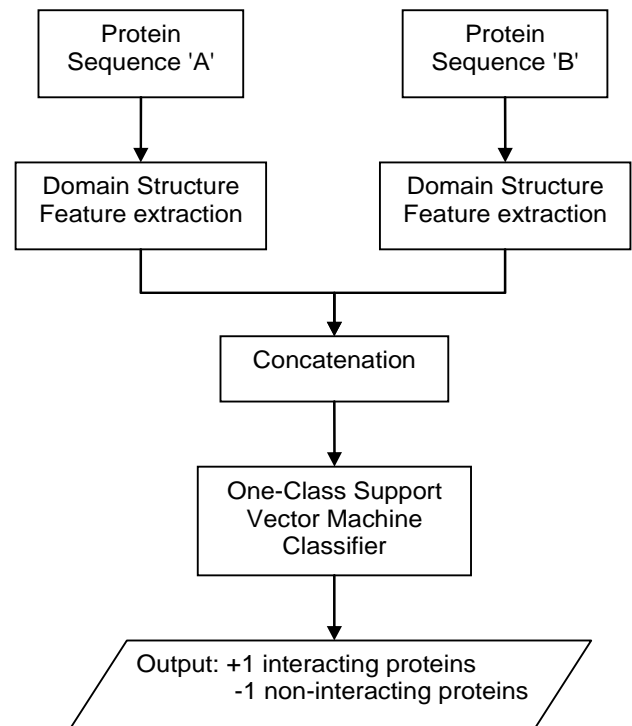 Protein
Sequence 'A'
Protein
Sequence 'B'
Domain Structure
Feature extraction
Domain Structure
Feature extraction
Concatenation
One-Class Support
Vector Machine
Classifier
Output: +1 interacting proteins
-1 non-interacting proteins